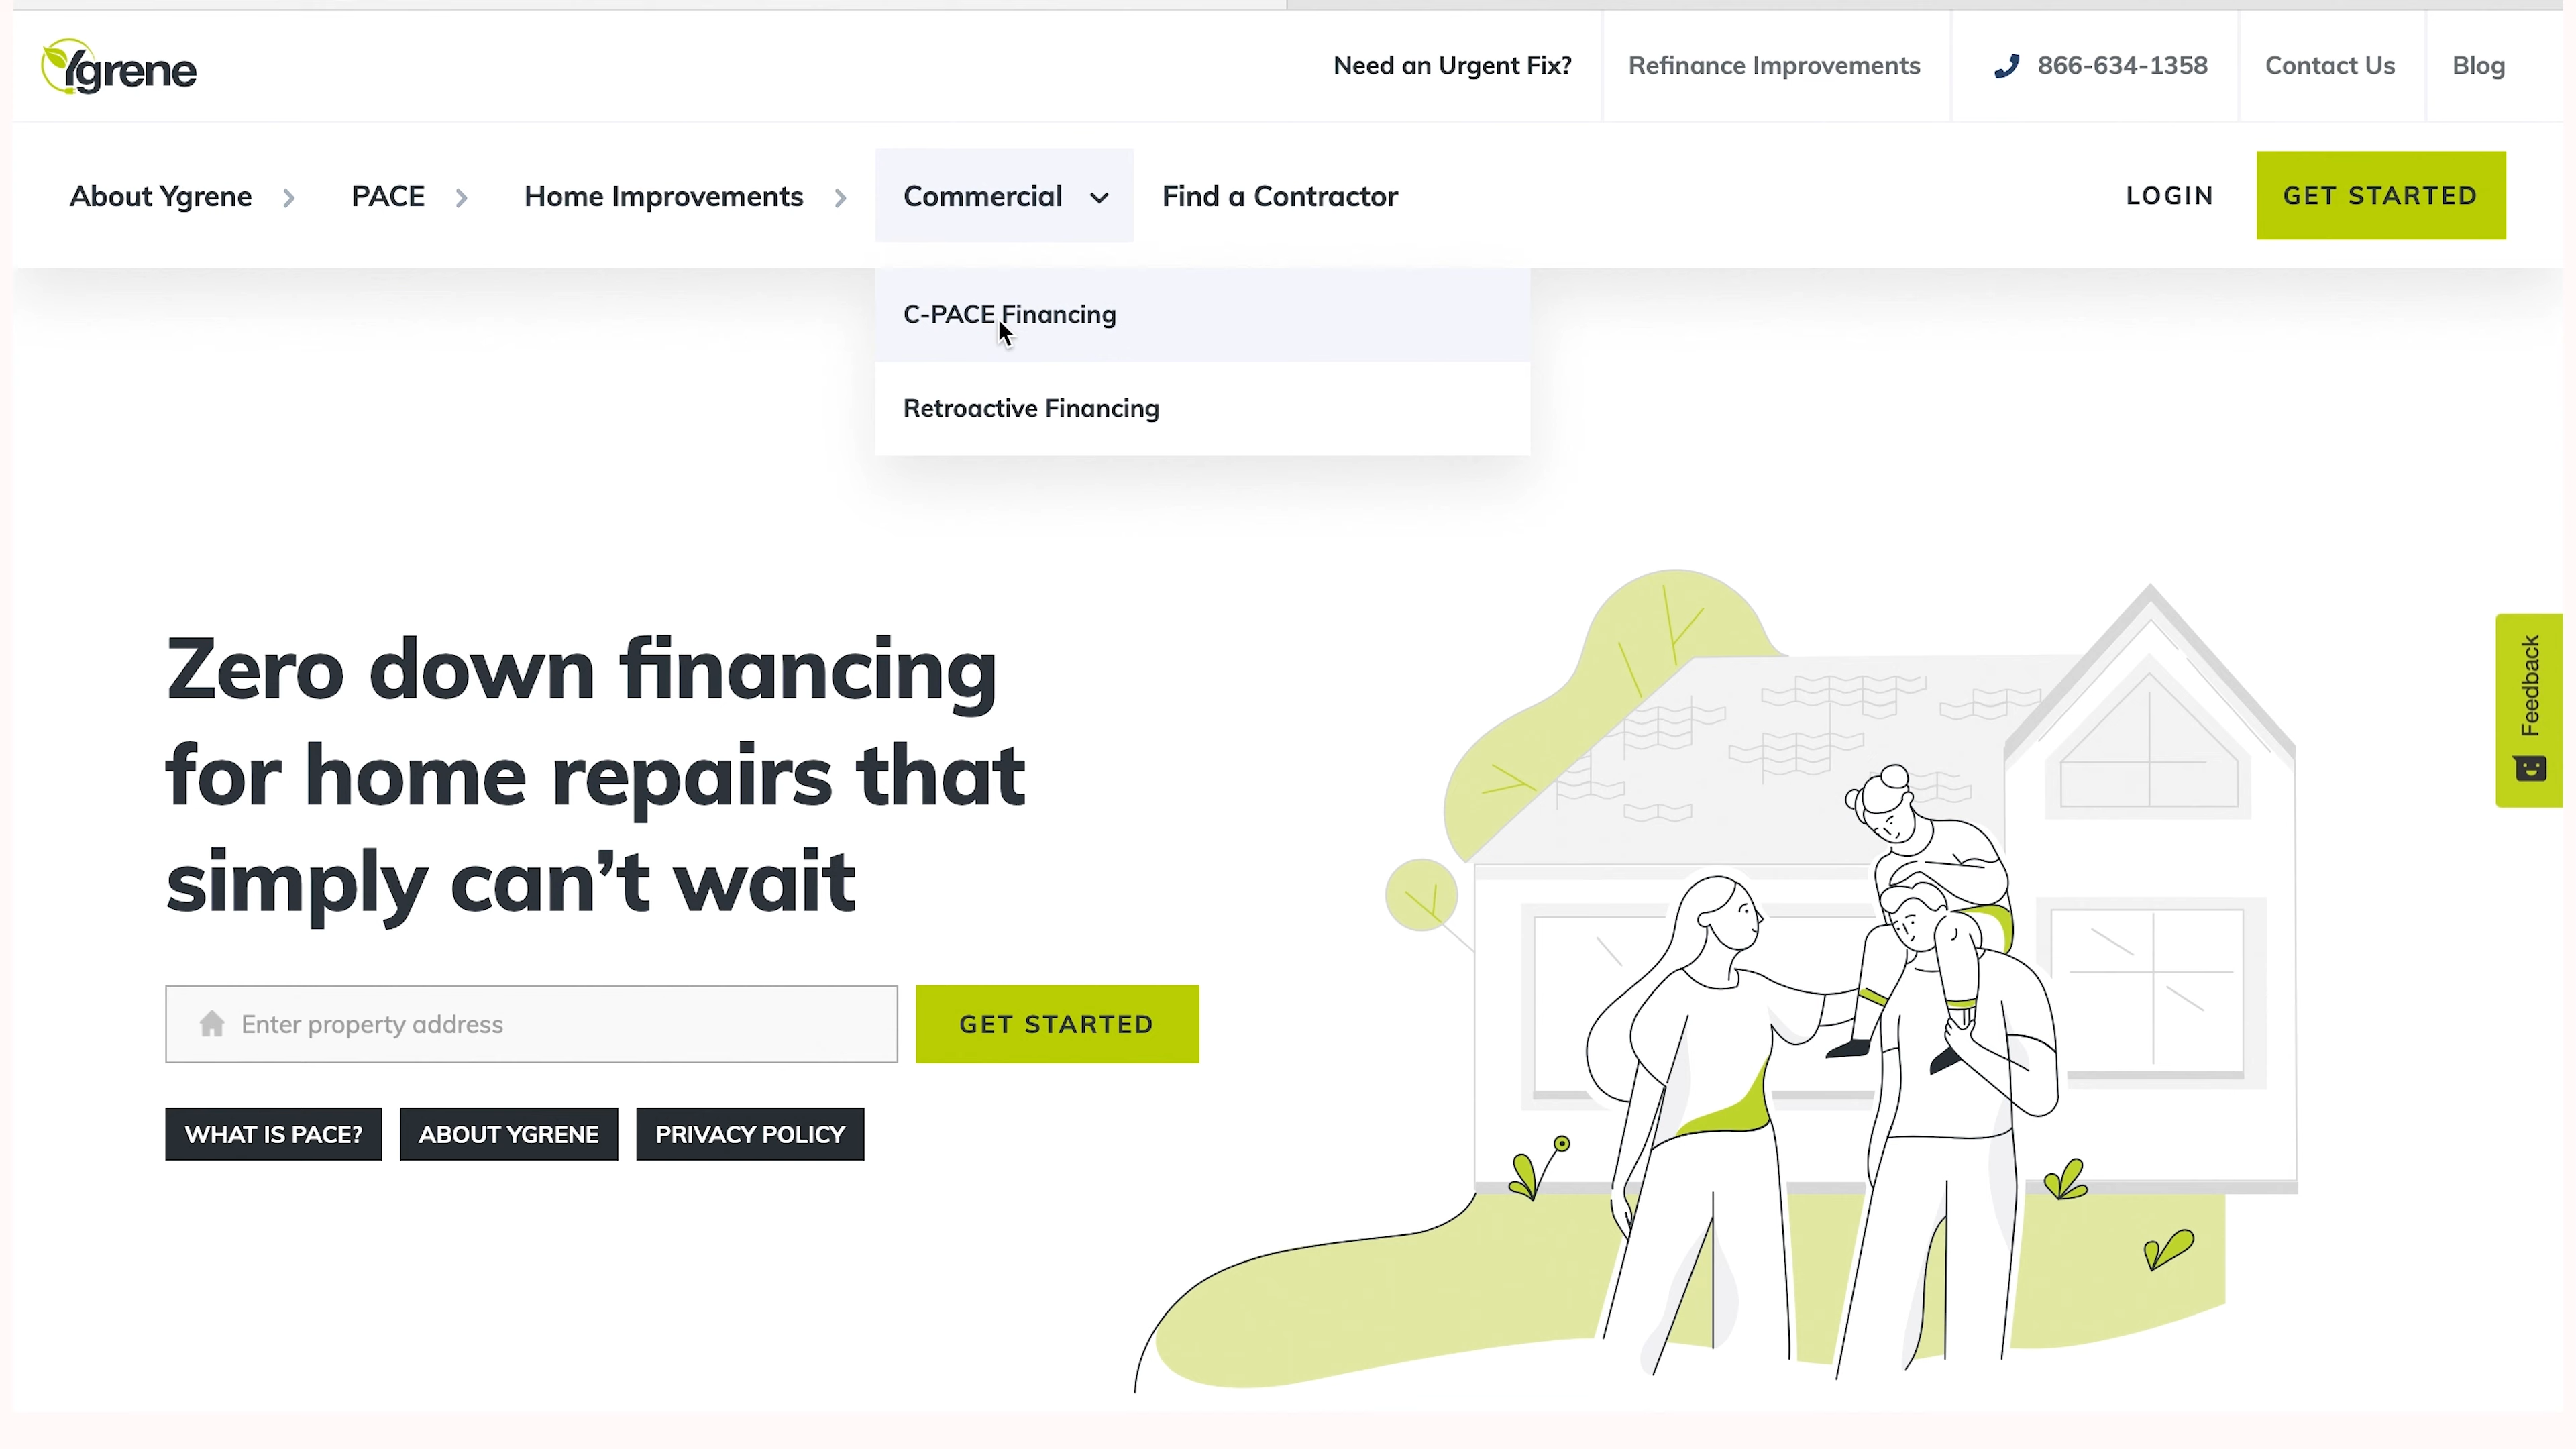 Ygrene
Need an Urgent Fix?
Refinance Improvements
866-634-1358
Contact Us
Blog
About Ygrene
PACE
Home Improvements
Commercial
Find a Contractor
LOGIN
GET STARTED
C-PACE Financing
Retroactive Financing
Zero down financing
for home repairs that
simply can’t wait
Enter property address
GET STARTED
WHAT IS PACE?
ABOUT YGRENE
PRIVACY POLICY
Feedback